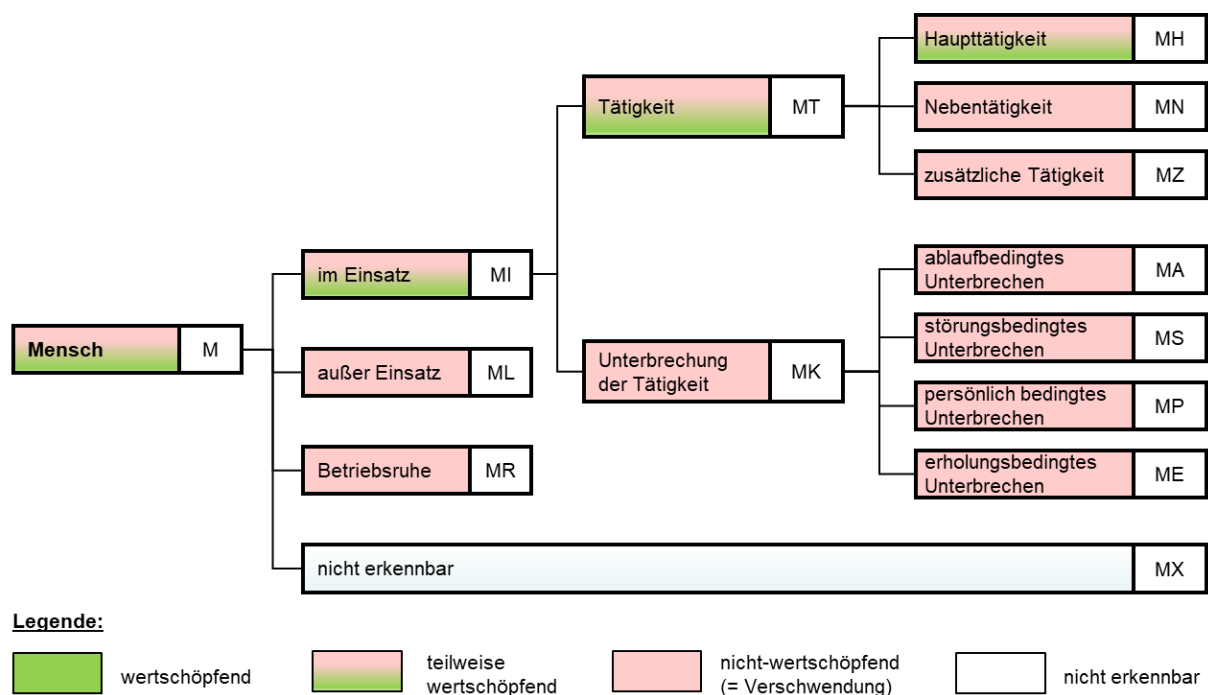 Mensch M
im Einsatz MI
außer Einsatz ML
Betriebsruhe MR
nicht erkennbar MX
Tätigkeit MT
Unterbrechung
der Tätigkeit MK
Haupttätigkeit MH
Nebentätigkeit MN
zusätzliche Tätigkeit MZ
ablaufbedingtes
Unterbrechen MA
störungsbedingtes
Unterbrechen MS
persönlich bedingtes
Unterbrechen MP
erholungsbedingtes
Unterbrechen ME
Legende:
wertschöpfend
teilweise
wertschöpfend
nicht-wertschöpfend
(= Verschwendung)
nicht erkennbar